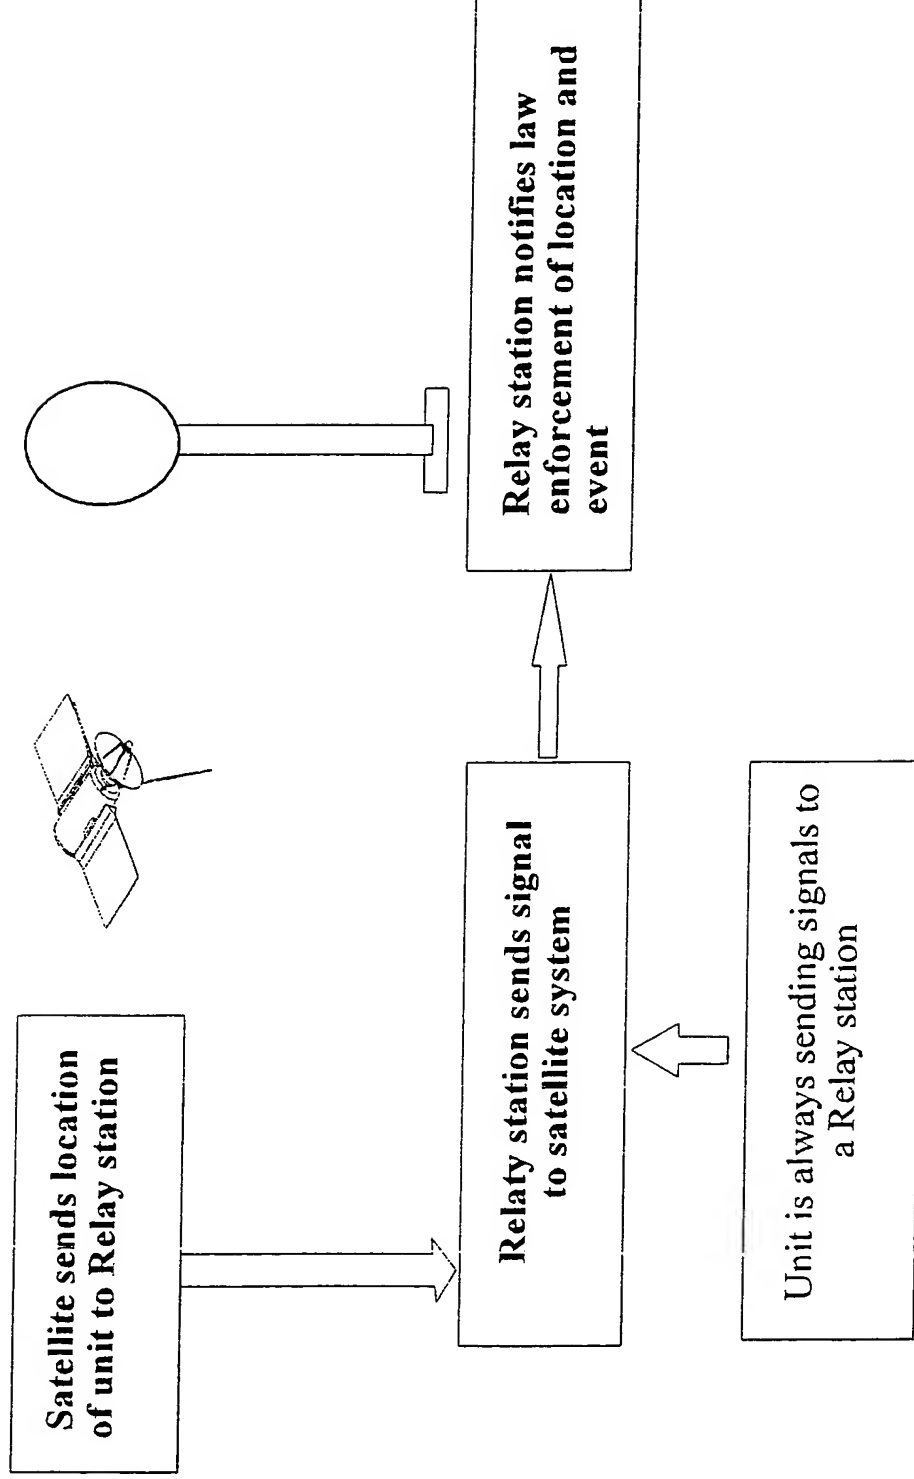 Satellite sends location
of unit to Relay station
Relaty station sends signal
to satellite system
Relay station notifies law
enforcement of location and
event
Unit is always sending signals to
a Relay station